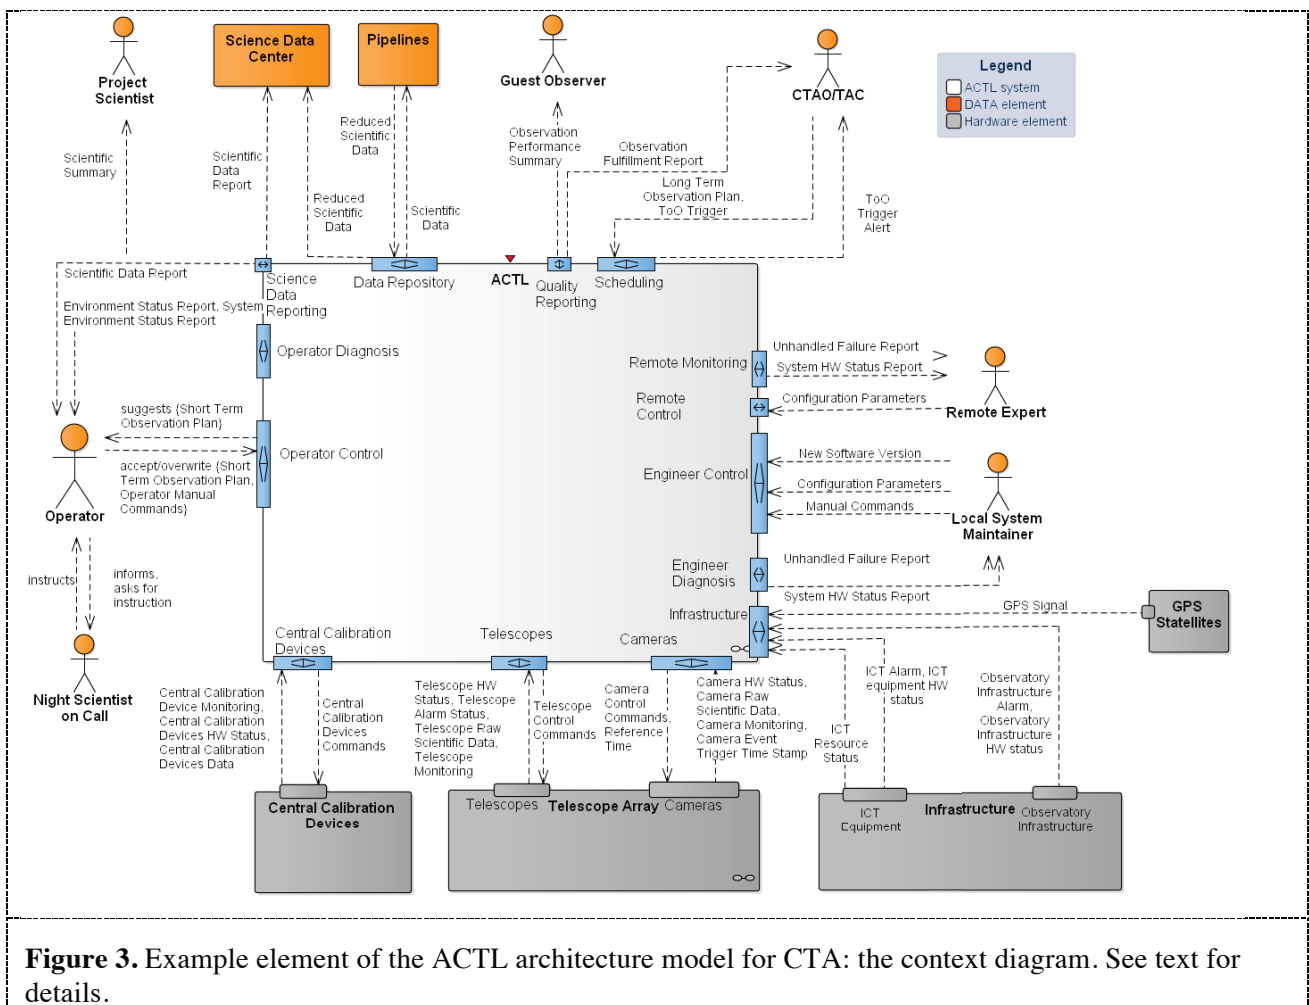 Project
Scientist
Science Data
Center
Pipelines
Guest Observer
CTAO/TAC
Legend
ACTL system
DATA element
Hardware element
Scientific
Summary
Scientific
Data
Report
Reduced
Scientific
Data
Reduced
Scientific
Data
Scientific
Data
Observation
Performance
Summary
Observation
Fulfillment Report
Long Term
Observation Plan,
ToO Trigger
ToO
Trigger
Alert
Scientific Data Report
Science
Data
Reporting
Data Repository
ACTL
Quality
Reporting
Scheduling
Environment Status Report, System
Environment Status Report
Operator Diagnosis
suggests {Short Term
Observation Plan}
Operator Control
accept/overwrite {Short
Term Observation Plan,
Operator Manual
Commands}
Operator
instructs
informs,
asks for
instruction
Night Scientist
on Call
Remote Monitoring
Unhandled Failure Report
System HW Status Report
Remote
Control
Configuration Parameters
Remote Expert
Engineer Control
New Software Version
Configuration Parameters
Manual Commands
Local System
Maintainer
Engineer
Diagnosis
Unhandled Failure Report
System HW Status Report
Infrastructure
GPS Signal
GPS
Statellites
Central Calibration
Devices
Telescopes
Cameras
Central Calibration
Device Monitoring,
Central Calibration
Devices HW Status,
Central Calibration
Devices Data
Central
Calibration
Devices
Commands
Telescope HW
Status, Telescope
Alarm Status,
Telescope Raw
Scientific Data,
Telescope
Monitoring
Telescope
Control
Commands
Camera
Control
Commands,
Reference
Time
Camera HW Status,
Camera Raw
Scientific Data,
Camera Monitoring,
Camera Event
Trigger Time Stamp
ICT
Resource
Status
ICT Alarm, ICT
equipment HW
status
Observatory
Infrastructure
Alarm,
Observatory
Infrastructure
HW status
Central Calibration
Devices
Telescopes
Telescope Array
Cameras
ICT
Equipment
Infrastructure
Observatory
Infrastructure
Figure 3. Example element of the ACTL architecture model for CTA: the context diagram. See text for
details.